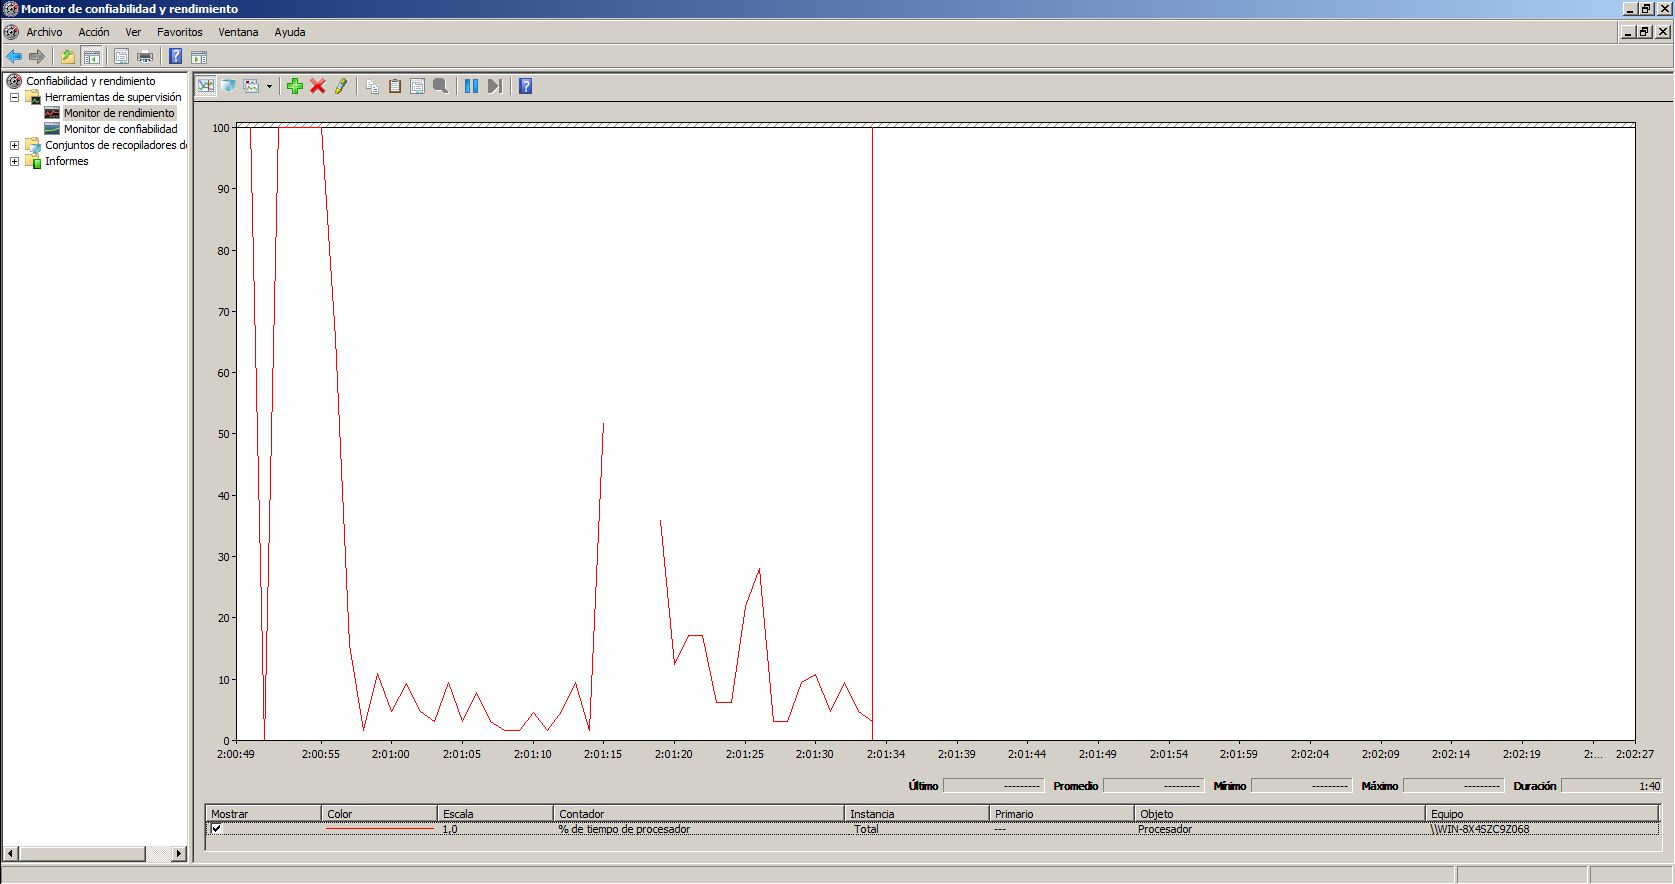 Monitor de confiabilidad y rendimiento
Archivo Acción Ver Favoritos Ventana Ayuda
Confiabilidad y rendimiento
Herramientas de supervisión
Monitor de rendimiento
Monitor de confiabilidad
Conjuntos de recopiladores de
Informes
100
90
80
70
60
50
40
30
20
10
0
2:00:49 2:00:55 2:01:00 2:01:05 2:01:10 2:01:15 2:01:20 2:01:25 2:01:30 2:01:34 2:01:39 2:01:44 2:01:49 2:01:54 2:01:59 2:02:04 2:02:09 2:02:14 2:02:19 2:... 2:02:27
Último --------- Promedio --------- Mínimo --------- Máximo --------- Duración 1:40
Mostrar Color Escala Contador Instancia Primario Objeto Equipo
1,0 % de tiempo de procesador _Total --- Procesador \\WIN-8X4SZC9Z068